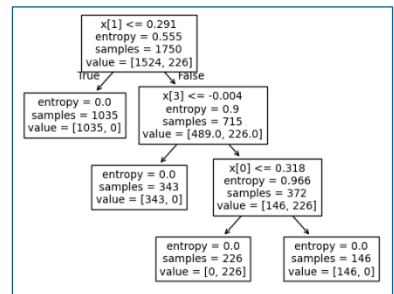 x[1] <= 0.291
entropy = 0.555
samples = 1750
value = [1524, 226]
True
False
entropy = 0.0
samples = 1035
value = [1035, 0]
x[3] <= -0.004
entropy = 0.9
samples = 715
value = [489.0, 226.0]
entropy = 0.0
samples = 343
value = [343, 0]
x[0] <= 0.318
entropy = 0.966
samples = 372
value = [146, 226]
entropy = 0.0
samples = 226
value = [0, 226]
entropy = 0.0
samples = 146
value = [146, 0]